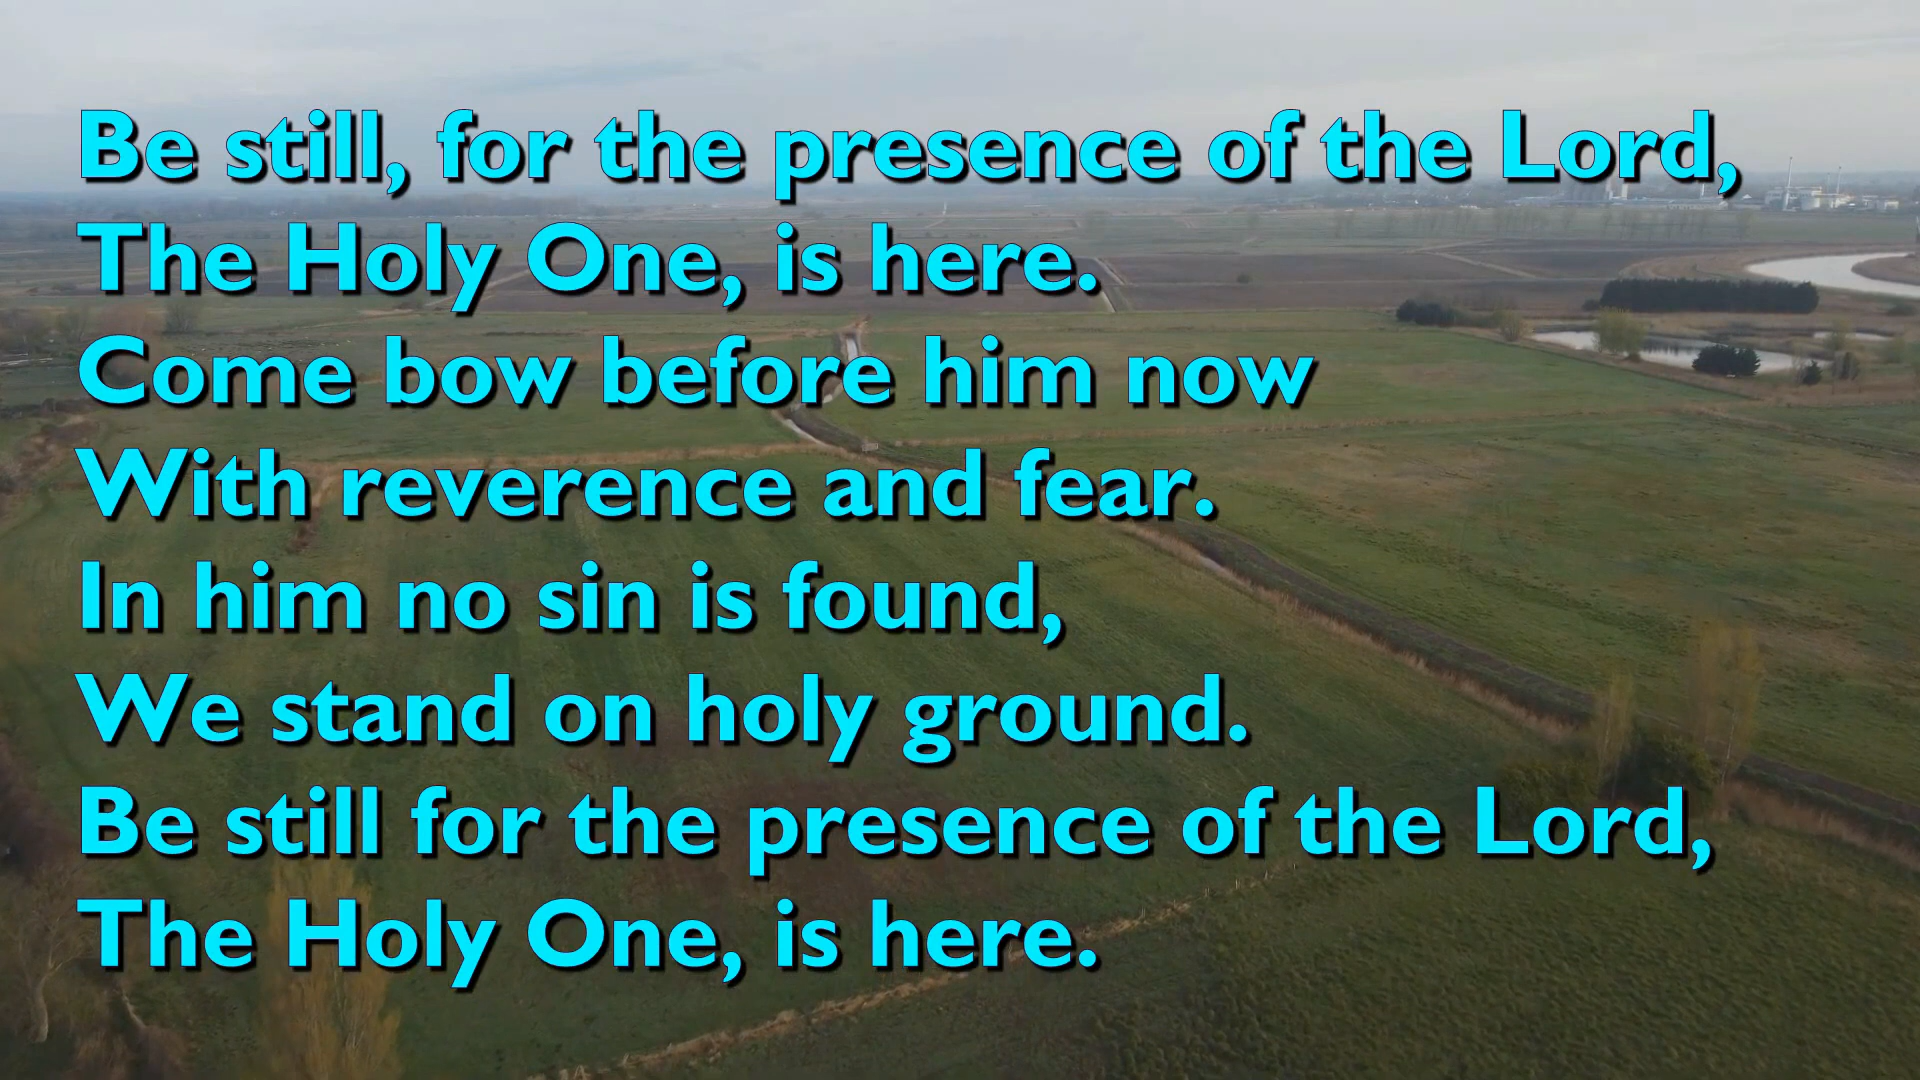 Be still, for the presence of the Lord,
The Holy One, is here.
Come bow before him now
With reverence and fear.
In him no sin is found,
We stand on holy ground.
Be still for the presence of the Lord,
The Holy One, is here.